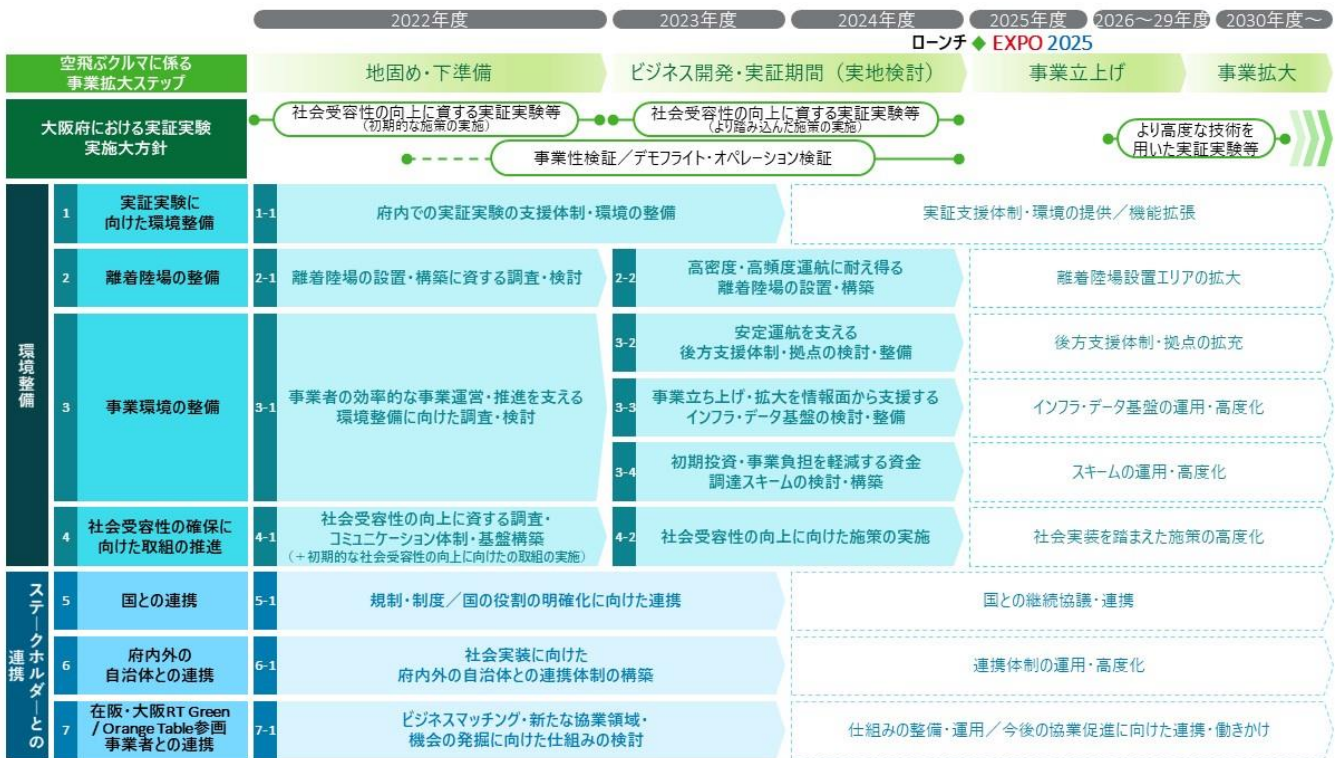 2022年度
2023年度
2024年度
2025年度
2026~29年度
2030年度~
ローンチ ◆ EXPO 2025
空飛ぶクルマに係る
事業拡大ステップ
地固め・下準備
ビジネス開発・実証期間(実地検討)
事業立上げ
事業拡大
大阪府における実証実験
実施大方針
社会受容性の向上に資する実証実験等
(初期的な施策の実施)
社会受容性の向上に資する実証実験等
(より踏み込んだ施策の実施)
事業性検証/デモフライト・オペレーション検証
より高度な技術を
用いた実証実験等
環境整備
1
実証実験に
向けた環境整備
1-1
府内での実証実験の支援体制・環境の整備
実証支援体制・環境の提供/機能拡張
2
離着陸場の整備
2-1
離着陸場の設置・構築に資する調査・検討
2-2
高密度・高頻度運航に耐え得る
離着陸場の設置・構築
離着陸場設置エリアの拡大
3
事業環境の整備
3-1
事業者の効率的な事業運営・推進を支える
環境整備に向けた調査・検討
3-2
安定運航を支える
後方支援体制・拠点の検討・整備
後方支援体制・拠点の拡充
3-3
事業立ち上げ・拡大を情報面から支援する
インフラ・データ基盤の検討・整備
インフラ・データ基盤の運用・高度化
3-4
初期投資・事業負担を軽減する資金
調達スキームの検討・構築
スキームの運用・高度化
4
社会受容性の確保に
向けた取組の推進
4-1
社会受容性の向上に資する調査・
コミュニケーション体制・基盤構築
(+初期的な社会受容性の向上に向けたの取組の実施)
4-2
社会受容性の向上に向けた施策の実施
社会実装を踏まえた施策の高度化
ステークホルダーとの
連携
5
国との連携
5-1
規制・制度/国の役割の明確化に向けた連携
国との継続協議・連携
6
府内外の
自治体との連携
6-1
社会実装に向けた
府内外の自治体との連携体制の構築
連携体制の運用・高度化
7
在阪・大阪RT Green
/ Orange Table参画
事業者との連携
7-1
ビジネスマッチング・新たな協業領域・
機会の発掘に向けた仕組みの検討
仕組みの整備・運用/今後の協業促進に向けた連携・働きかけ